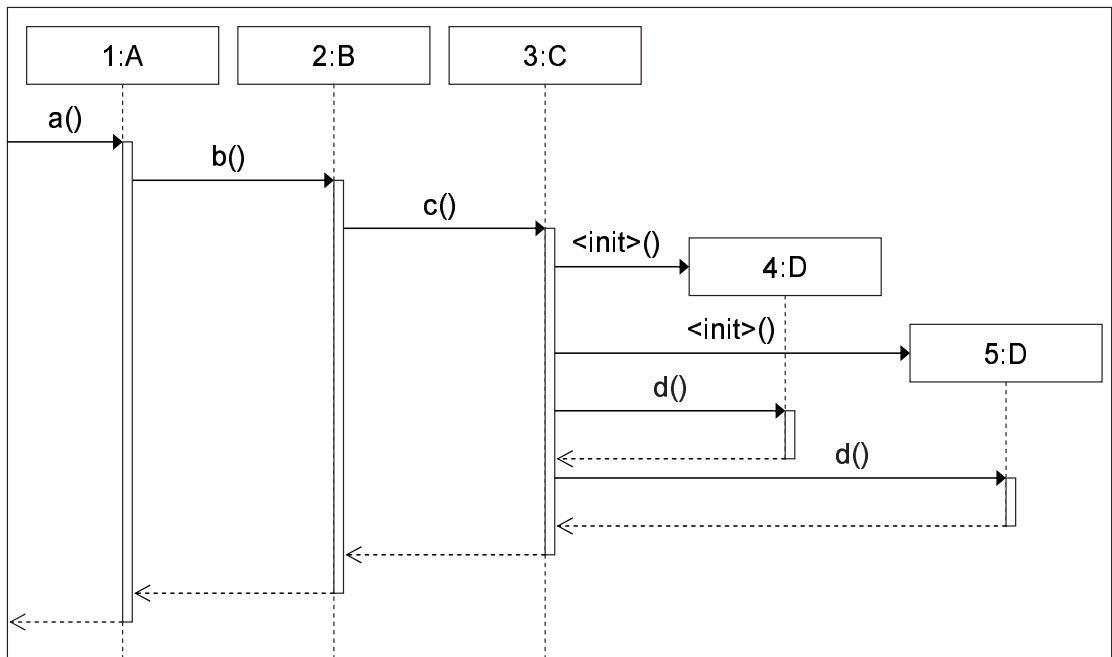 1:A
2:B
3:C
a()
b()
c()
<init>()
4:D
<init>()
5:D
d()
d()